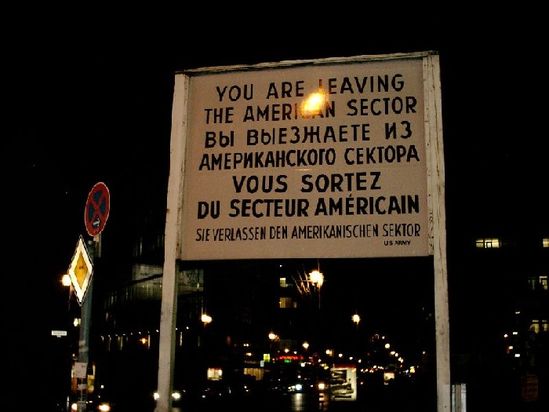 YOU ARE LEAVING
THE AMERICAN SECTOR
ВЫ ВЫЕЗЖАЕТЕ ИЗ
АМЕРИКАНСКОГО СЕКТОРА
VOUS SORTEZ
DU SECTEUR AMÉRICAIN
SIE VERLASSEN DEN AMERIKANISCHEN SEKTOR
US ARMY